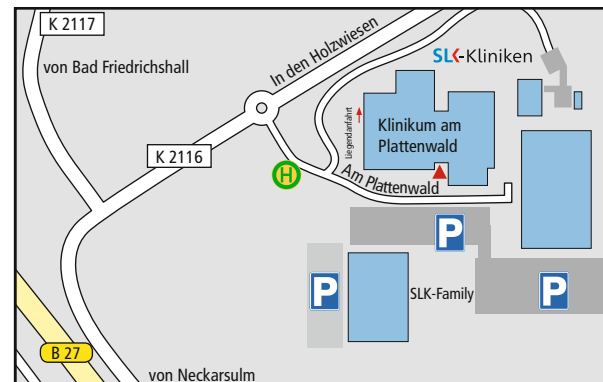 K 2117
von Bad Friedrichshall
In den Holzwiesen
SLK-Kliniken
Liegendanfahrt
Klinikum am
Plattenwald
K 2116
H
Am Plattenwald
P
P
SLK-Family
P
B 27
von Neckarsulm